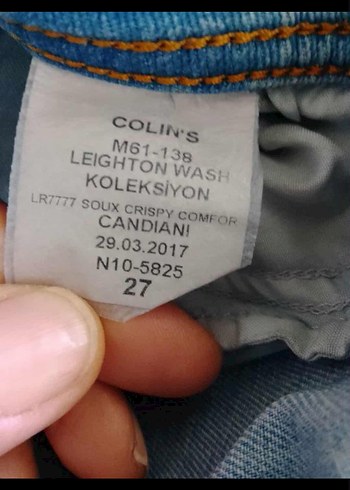 COLIN'S
M61-138
LEIGHTON WASH
KOLEKSİYON
LR7777 SOUX CRISPY COMFOR
CANDIANI
29.03.2017
N10-5825
27